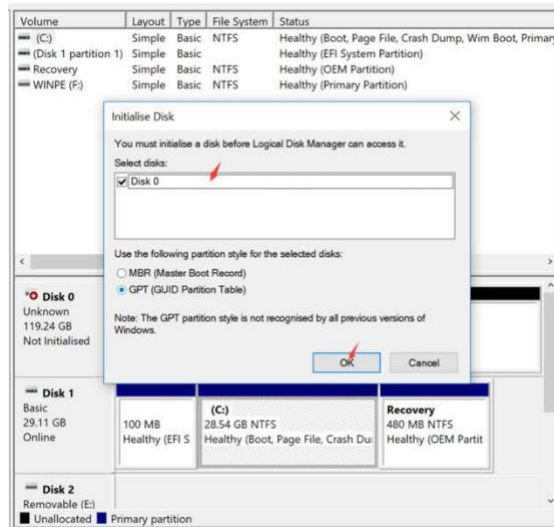 Volume Layout Type File System Status
(C:) Simple Basic NTFS Healthy (Boot, Page File, Crash Dump, Wim Boot, Primary
(Disk 1 partition 1) Simple Basic Healthy (EFI System Partition)
Recovery Simple Basic NTFS Healthy (OEM Partition)
WINPE (F:) Simple Basic NTFS Healthy (Primary Partition)
Initialise Disk
You must initialise a disk before Logical Disk Manager can access it.
Select disks:
Disk 0
Use the following partition style for the selected disks:
MBR (Master Boot Record)
GPT (GUID Partition Table)
Note: The GPT partition style is not recognised by all previous versions of
Windows.
OK Cancel
Disk 0
Unknown
119.24 GB
Not Initialised
Disk 1
Basic
29.11 GB
Online
100 MB
Healthy (EFI S
(C:)
28.54 GB NTFS
Healthy (Boot, Page File, Crash Du
Recovery
480 MB NTFS
Healthy (OEM Partit
Disk 2
Removable (E:)
Unallocated Primary partition